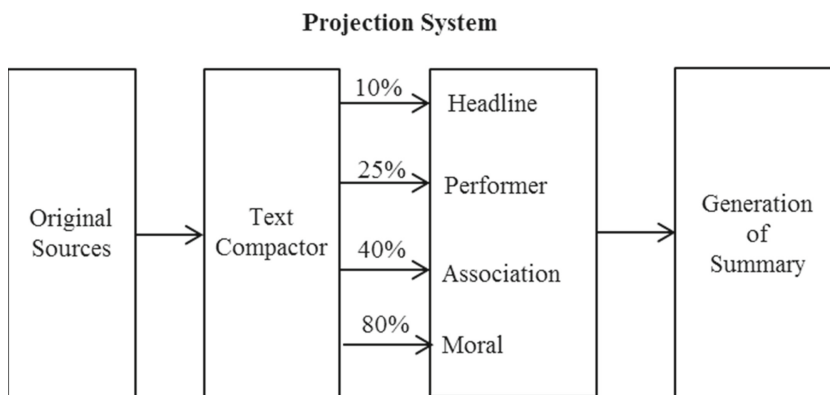 Projection System
Original
Sources
Text
Compactor
10%
25%
40%
80%
Headline
Performer
Association
Moral
Generation
of
Summary